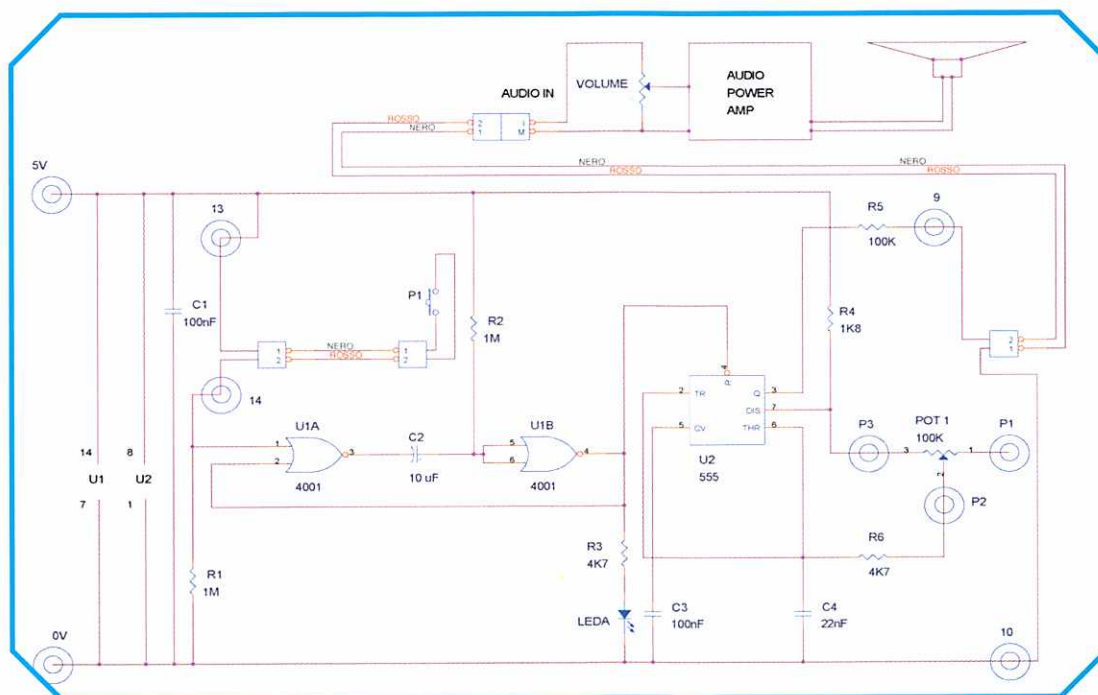 AUDIO IN
VOLUME
AUDIO
POWER
AMP
ROSSO
NERO
2
1
I
M
NERO
ROSSO
NERO
ROSSO
5V
13
9
R5
100K
C1
100nF
P1
R2
1M
R4
1K8
1
2
NERO
ROSSO
1
2
2
1
14
4
R
2
TR
Q
3
DIS
7
5
CV
THR
6
U2
555
U1A
1
2
3
4001
C2
10 uF
U1B
5
6
4
4001
P3
POT 1
100K
P1
3
1
2
P2
14
8
U1
U2
7
1
R3
4K7
R6
4K7
R1
1M
LEDA
C3
100nF
C4
22nF
0V
10